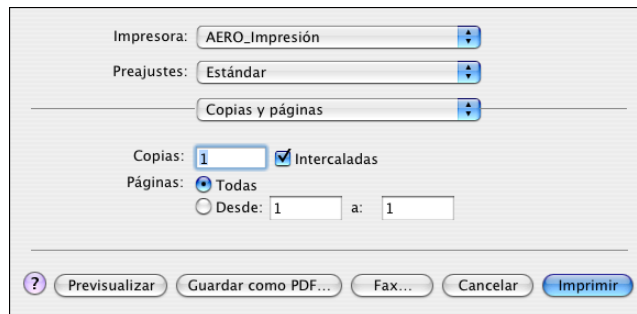 Impresora: AERO_Impresión
Preajustes: Estándar
Copias y páginas
Copias: 1 Intercaladas
Páginas: Todas
Desde: 1 a: 1
? Previsualizar Guardar como PDF... Fax... Cancelar Imprimir